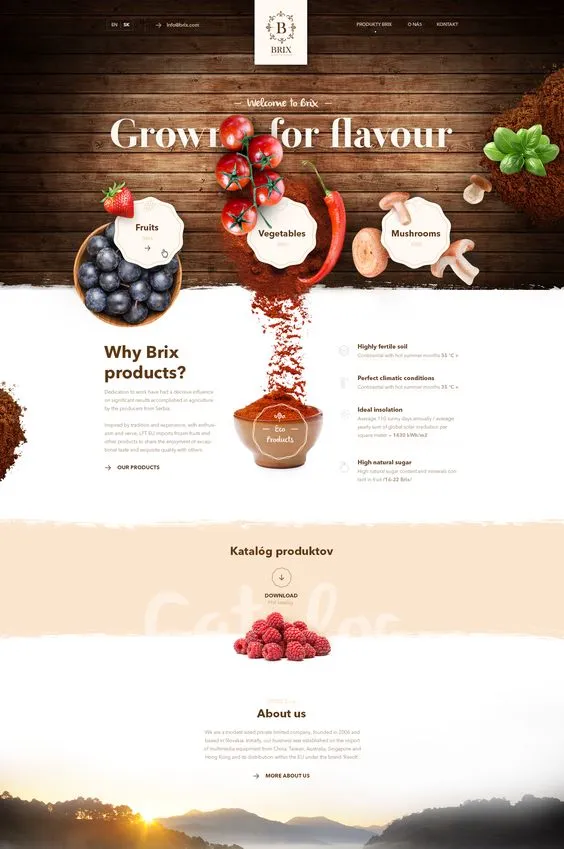 EN SK
info@brix.com
B
BRIX
PRODUKTY BRIX O NÁS KONTAKT
Welcome to Brix
Grown for flavour
Fruits
Vegetables
Mushrooms
Why Brix
products?
Dedication to work have had a decisive influence
on significant results accomplished in agriculture
by the producers from Serbia.
Inspired by tradition and experience, with enthus-
iasm and verve, LFT EU imports frozen fruit and
other products to share the enjoyment of excep-
tional taste and exquisite quality with others.
OUR PRODUCTS
Eco
Products
Highly fertile soil
Continental with hot summer months 35 °C +
Perfect climatic conditions
Continental with hot summer months 35 °C +
Ideal insolation
Average 110 sunny days annually / average
yearly sum of global solar irradiation per
square meter = 1450 kWh/m2
High natural sugar
High natural sugar content and minerals con-
tent in fruit (16-22 Brix)
Katalóg produktov
DOWNLOAD
Catalog
About us
We are a modest sized private limited company, founded in 2006 and
based in Slovakia. Initially, our business was established on the import
of multimedia equipment from China, Taiwan, Australia, Singapore and
Hong Kong and its distribution within the EU under the brand
MORE ABOUT US